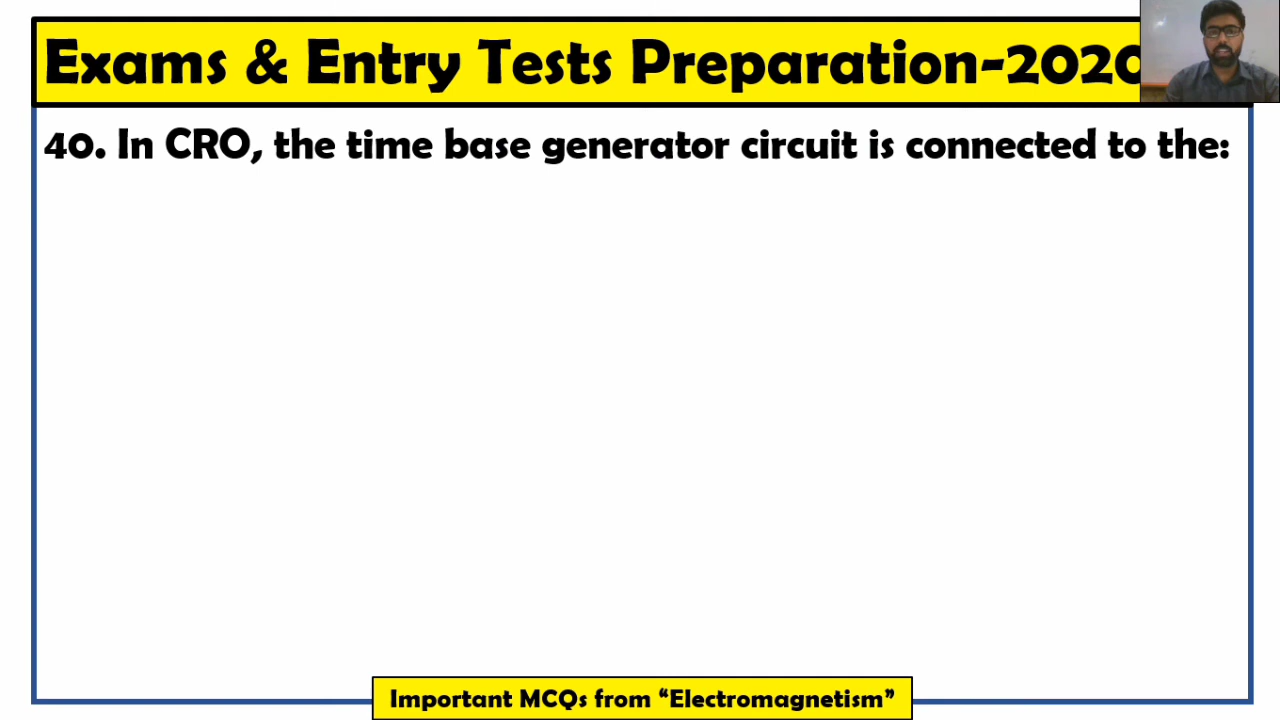 Exams & Entry Tests Preparation-2020
40. In CRO, the time base generator circuit is connected to the:
Important MCQs from “Electromagnetism”